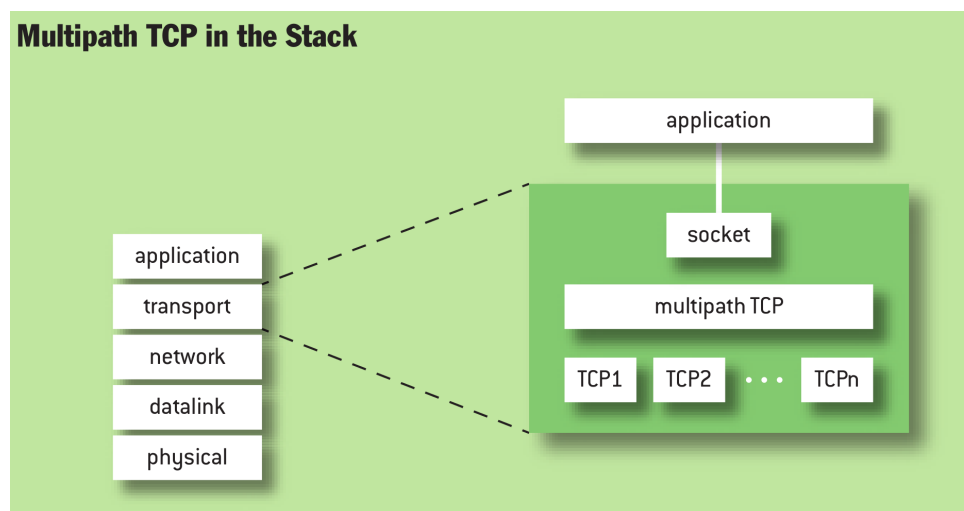 Multipath TCP in the Stack
application
transport
network
datalink
physical
application
socket
multipath TCP
TCP1 TCP2 ... TCPn